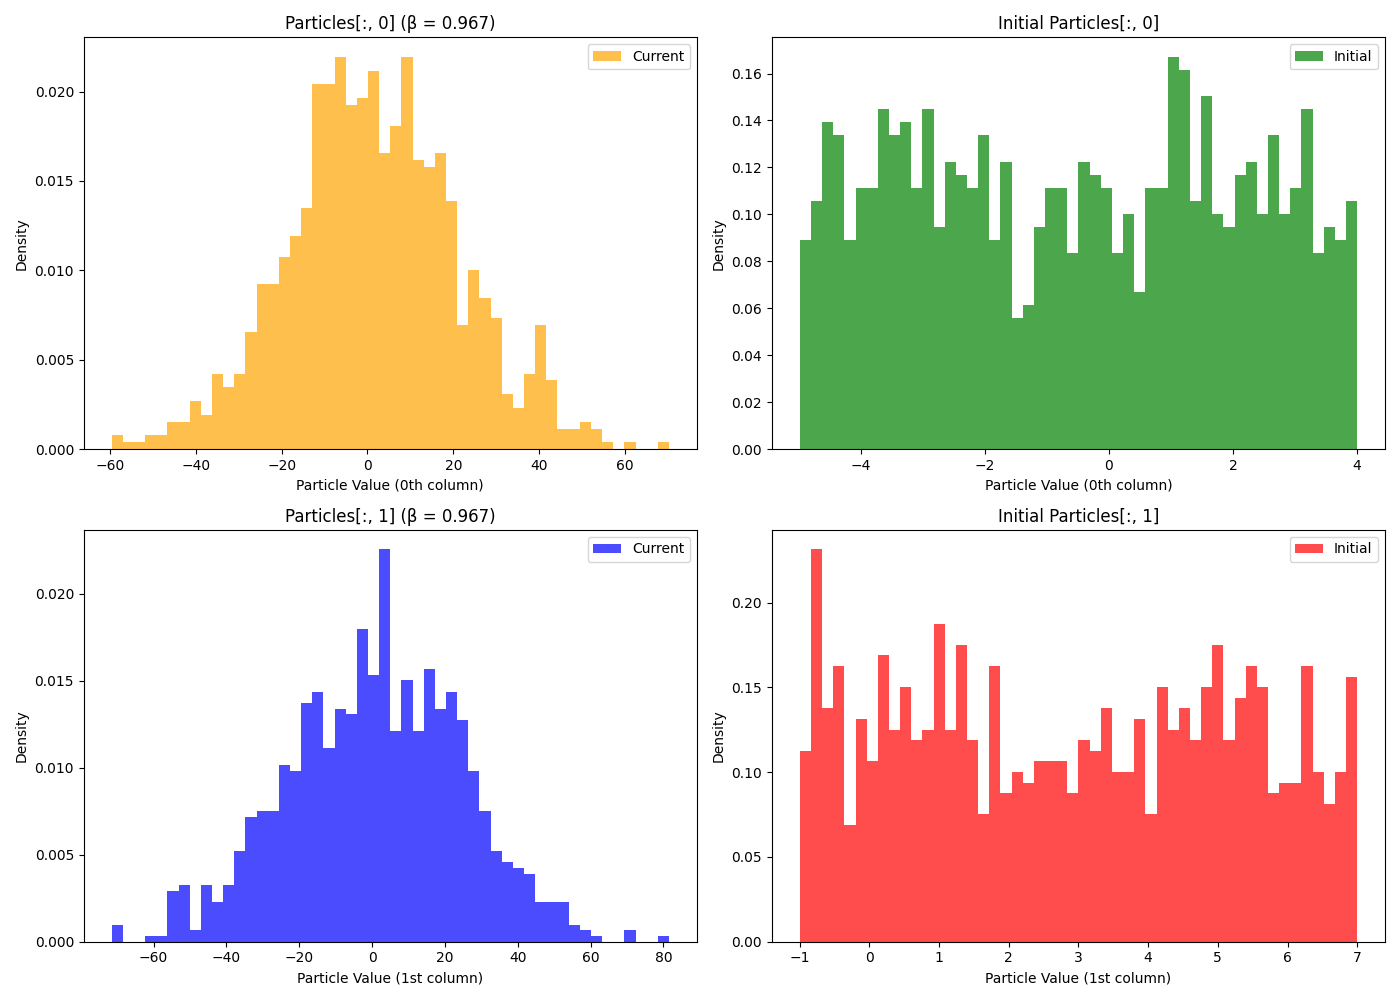 Particles[:, 0] (β = 0.967)
Current
Density
0.020
0.015
0.010
0.005
0.000
−60 −40 −20 0 20 40 60
Particle Value (0th column)
Initial Particles[:, 0]
Initial
Density
0.16
0.14
0.12
0.10
0.08
0.06
0.04
0.02
0.00
−4 −2 0 2 4
Particle Value (0th column)
Particles[:, 1] (β = 0.967)
Current
Density
0.020
0.015
0.010
0.005
0.000
−60 −40 −20 0 20 40 60 80
Particle Value (1st column)
Initial Particles[:, 1]
Initial
Density
0.20
0.15
0.10
0.05
0.00
−1 0 1 2 3 4 5 6 7
Particle Value (1st column)